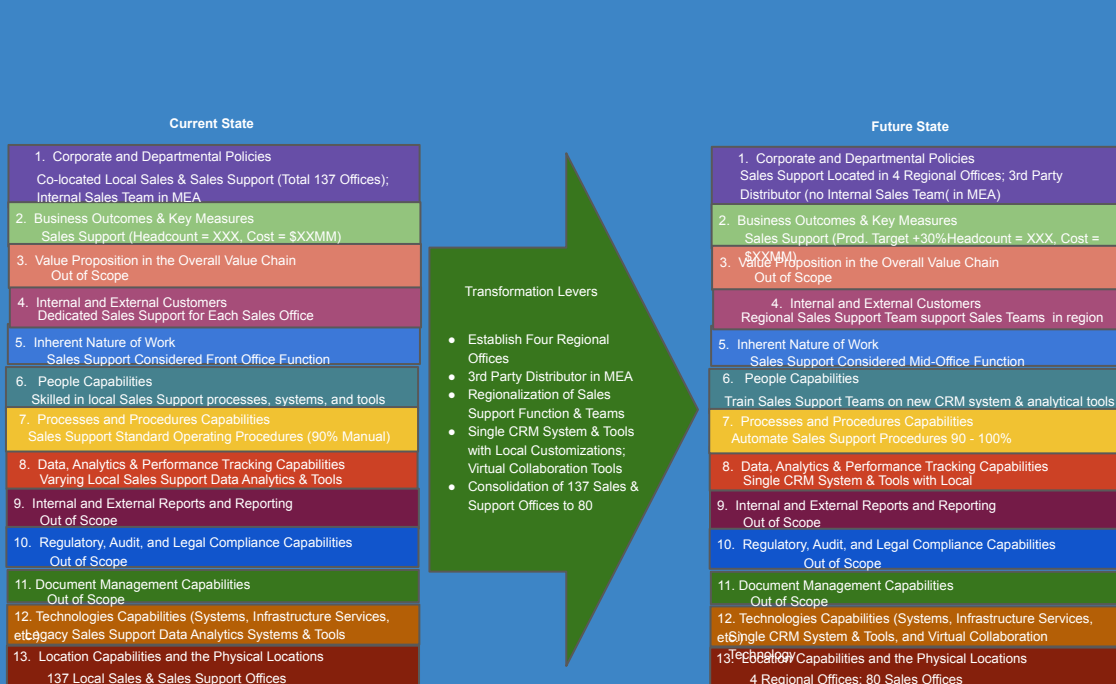 Current State
1. Corporate and Departmental Policies
Co-located Local Sales & Sales Support (Total 137 Offices);
Internal Sales Team in MEA
2. Business Outcomes & Key Measures
Sales Support (Headcount = XXX, Cost = $XXMM)
3. Value Proposition in the Overall Value Chain
Out of Scope
4. Internal and External Customers
Dedicated Sales Support for Each Sales Office
5. Inherent Nature of Work
Sales Support Considered Front Office Function
6. People Capabilities
Skilled in local Sales Support processes, systems, and tools
7. Processes and Procedures Capabilities
Sales Support Standard Operating Procedures (90% Manual)
8. Data, Analytics & Performance Tracking Capabilities
Varying Local Sales Support Data Analytics & Tools
9. Internal and External Reports and Reporting
Out of Scope
10. Regulatory, Audit, and Legal Compliance Capabilities
Out of Scope
11. Document Management Capabilities
Out of Scope
12. Technologies Capabilities (Systems, Infrastructure Services,
etc.)
Legacy Sales Support Data Analytics Systems & Tools
13. Location Capabilities and the Physical Locations
137 Local Sales & Sales Support Offices
Transformation Levers
● Establish Four Regional
Offices
● 3rd Party Distributor in MEA
● Regionalization of Sales
Support Function & Teams
● Single CRM System & Tools
with Local Customizations;
Virtual Collaboration Tools
● Consolidation of 137 Sales &
Support Offices to 80
Future State
1. Corporate and Departmental Policies
Sales Support Located in 4 Regional Offices; 3rd Party
Distributor (no Internal Sales Team( in MEA)
2. Business Outcomes & Key Measures
Sales Support (Prod. Target +30%Headcount = XXX, Cost =
$XXMM)
3. Value Proposition in the Overall Value Chain
Out of Scope
4. Internal and External Customers
Regional Sales Support Team support Sales Teams in region
5. Inherent Nature of Work
Sales Support Considered Mid-Office Function
6. People Capabilities
Train Sales Support Teams on new CRM system & analytical tools
7. Processes and Procedures Capabilities
Automate Sales Support Procedures 90 - 100%
8. Data, Analytics & Performance Tracking Capabilities
Single CRM System & Tools with Local
9. Internal and External Reports and Reporting
Out of Scope
10. Regulatory, Audit, and Legal Compliance Capabilities
Out of Scope
11. Document Management Capabilities
Out of Scope
12. Technologies Capabilities (Systems, Infrastructure Services,
etc.)
Single CRM System & Tools, and Virtual Collaboration
Technology
13. Location Capabilities and the Physical Locations
4 Regional Offices; 80 Sales Offices